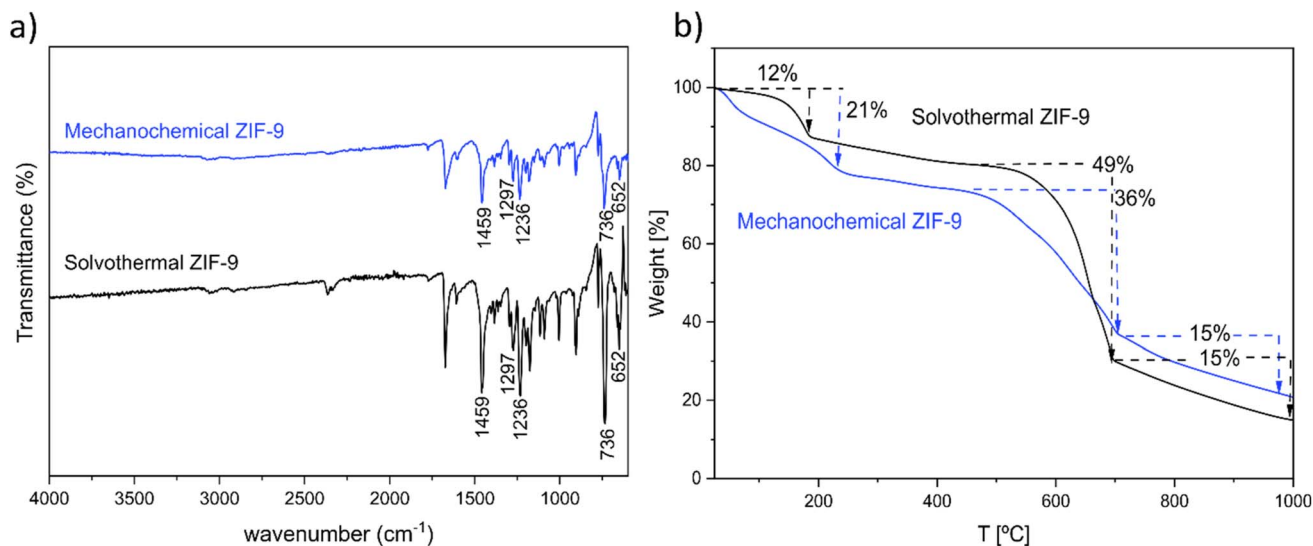 a)
Transmittance (%)
Mechanochemical ZIF-9
1459
1297
1236
736
652
Solvothermal ZIF-9
1459
1297
1236
736
652
4000 3500 3000 2500 2000 1500 1000
wavenumber (cm⁻¹)
b)
Weight [%]
100
80
60
40
20
0
12%
21%
Solvothermal ZIF-9
49%
36%
Mechanochemical ZIF-9
15%
15%
200 400 600 800 1000
T [ºC]